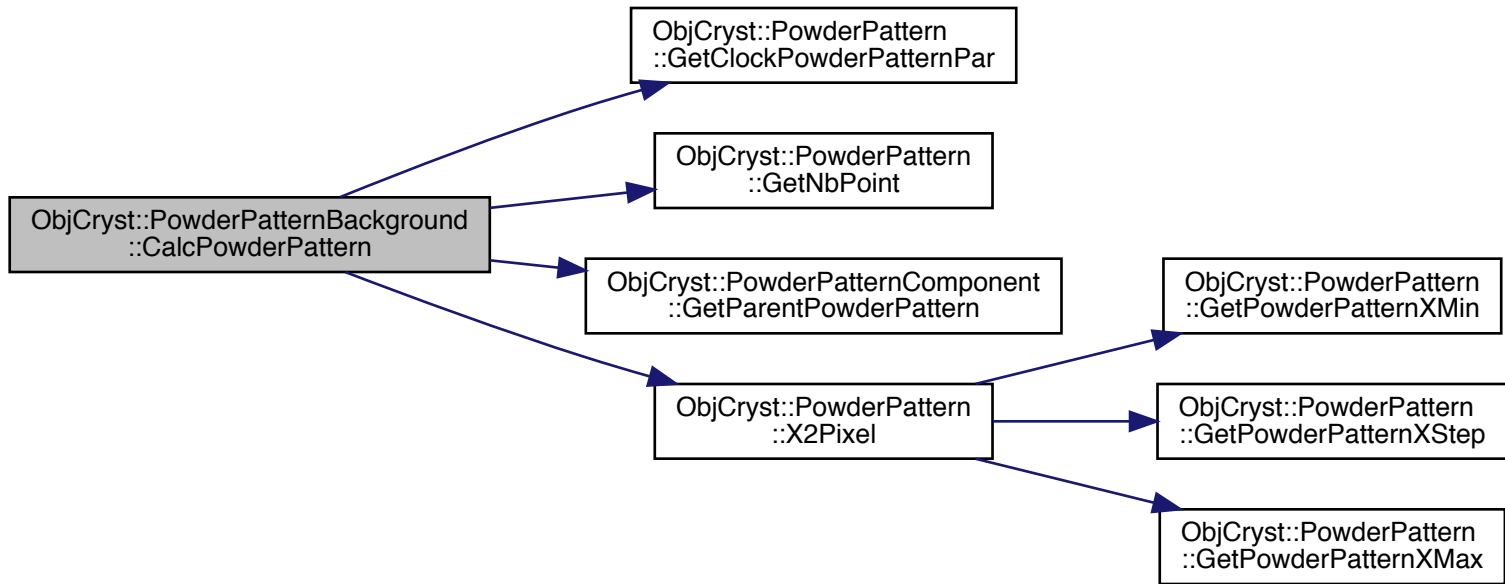 ObjCryst::PowderPatternBackground
::CalcPowderPattern
ObjCryst::PowderPattern
::GetClockPowderPatternPar
ObjCryst::PowderPattern
::GetNbPoint
ObjCryst::PowderPatternComponent
::GetParentPowderPattern
ObjCryst::PowderPattern
::X2Pixel
ObjCryst::PowderPattern
::GetPowderPatternXMin
ObjCryst::PowderPattern
::GetPowderPatternXStep
ObjCryst::PowderPattern
::GetPowderPatternXMax